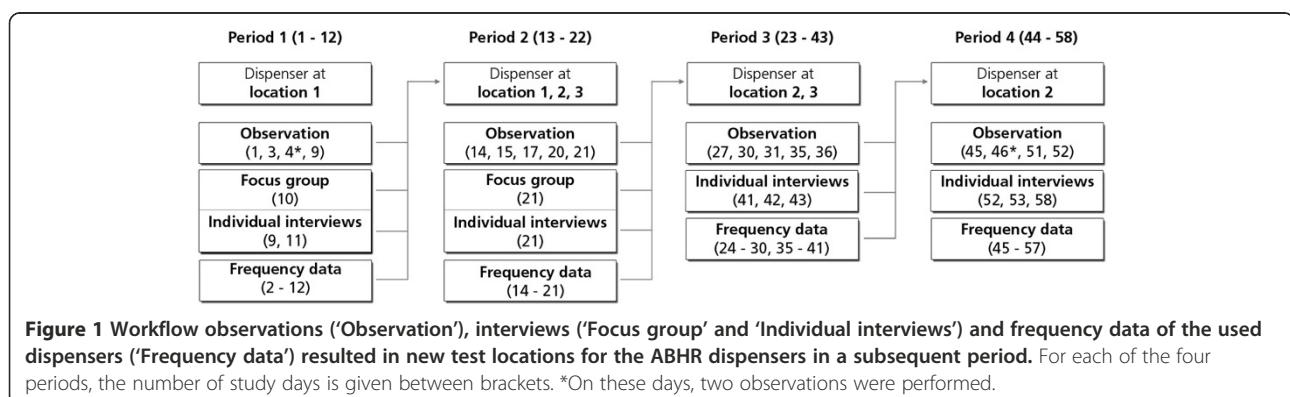 Period 1 (1 - 12)
Dispenser at
location 1
Observation
(1, 3, 4*, 9)
Focus group
(10)
Individual interviews
(9, 11)
Frequency data
(2 - 12)
Period 2 (13 - 22)
Dispenser at
location 1, 2, 3
Observation
(14, 15, 17, 20, 21)
Focus group
(21)
Individual interviews
(21)
Frequency data
(14 - 21)
Period 3 (23 - 43)
Dispenser at
location 2, 3
Observation
(27, 30, 31, 35, 36)
Individual interviews
(41, 42, 43)
Frequency data
(24 - 30, 35 - 41)
Period 4 (44 - 58)
Dispenser at
location 2
Observation
(45, 46*, 51, 52)
Individual interviews
(52, 53, 58)
Frequency data
(45 - 57)
Figure 1 Workflow observations (‘Observation’), interviews (‘Focus group’ and ‘Individual interviews’) and frequency data of the used
dispensers (‘Frequency data’) resulted in new test locations for the ABHR dispensers in a subsequent period. For each of the four
periods, the number of study days is given between brackets. *On these days, two observations were performed.